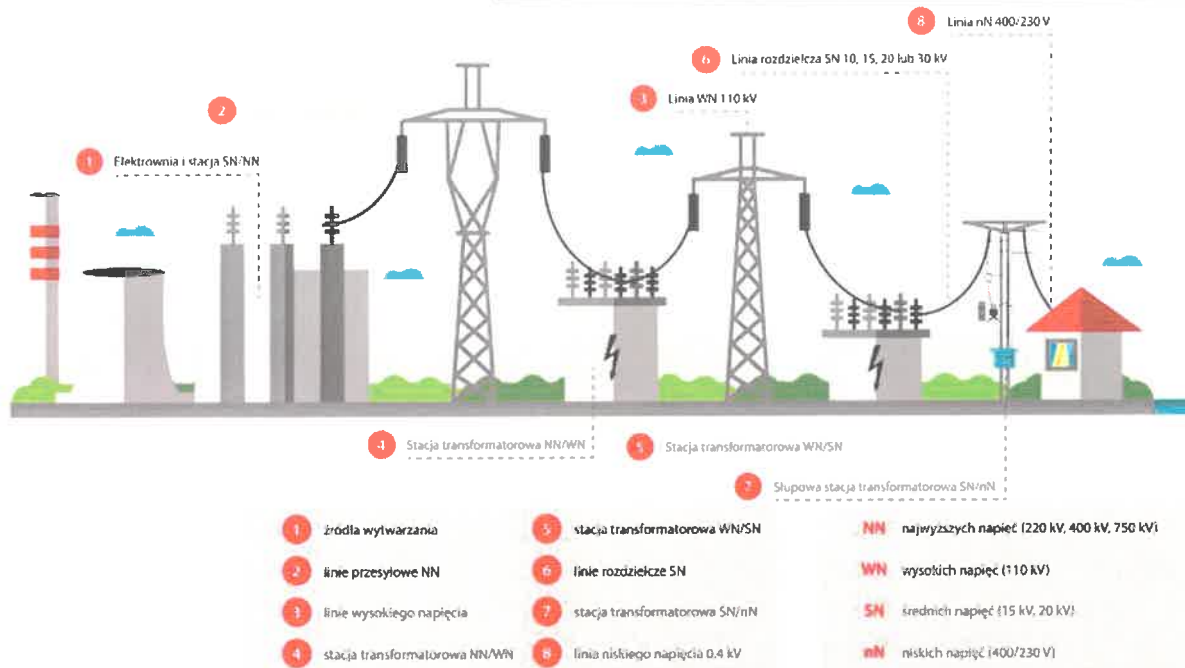 8 Linia nN 400/230 V
6 Linia rozdzielcza SN 10, 15, 20 lub 30 kV
3 Linia WN 110 kV
2
1 Elektrownia i stacja SN/NN
4 Stacja transformatorowa NN/WN
5 Stacja transformatorowa WN/SN
7 Słupowa stacja transformatorowa SN/nN
1 źródła wytwarzania
2 linie przesyłowe NN
3 linie wysokiego napięcia
4 stacja transformatorowa NN/WN
5 stacja transformatorowa WN/SN
6 linie rozdzielcze SN
7 stacja transformatorowa SN/nN
8 linia niskiego napięcia 0.4 kV
NN najwyższych napięć (220 kV, 400 kV, 750 kV)
WN wysokich napięć (110 kV)
SN średnich napięć (15 kV, 20 kV)
nN niskich napięć (400/230 V)